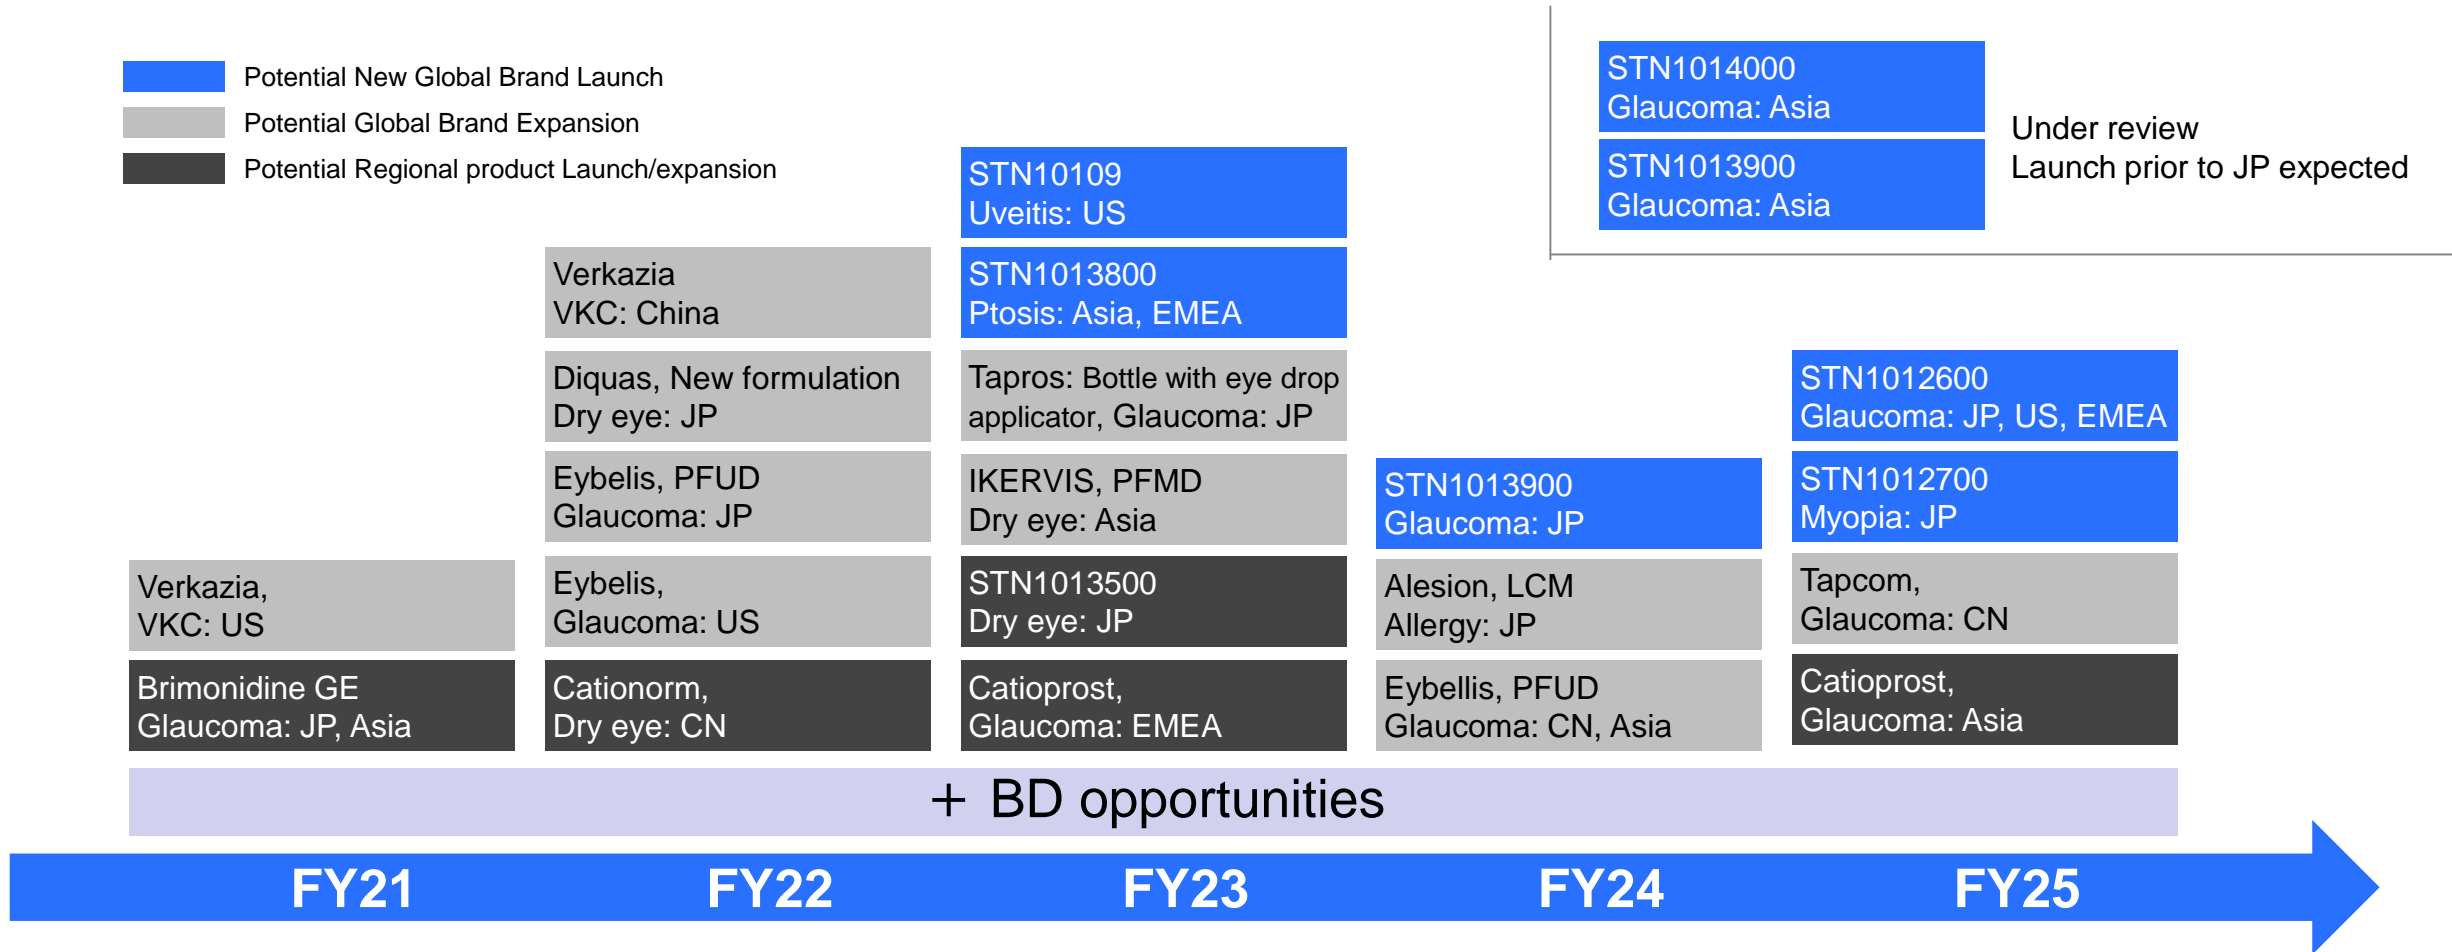 Potential New Global Brand Launch
Potential Global Brand Expansion
Potential Regional product Launch/expansion
STN1014000
Glaucoma: Asia
STN1013900
Glaucoma: Asia
Under review
Launch prior to JP expected
Verkazia,
VKC: US
Brimonidine GE
Glaucoma: JP, Asia
Verkazia
VKC: China
Diquas, New formulation
Dry eye: JP
Eybelis, PFUD
Glaucoma: JP
Eybelis,
Glaucoma: US
Cationorm,
Dry eye: CN
STN10109
Uveitis: US
STN1013800
Ptosis: Asia, EMEA
Tapros: Bottle with eye drop
applicator, Glaucoma: JP
IKERVIS, PFMD
Dry eye: Asia
STN1013500
Dry eye: JP
Catioprost,
Glaucoma: EMEA
STN1013900
Glaucoma: JP
Alesion, LCM
Allergy: JP
Eybellis, PFUD
Glaucoma: CN, Asia
STN1012600
Glaucoma: JP, US, EMEA
STN1012700
Myopia: JP
Tapcom,
Glaucoma: CN
Catioprost,
Glaucoma: Asia
+ BD opportunities
FY21 FY22 FY23 FY24 FY25